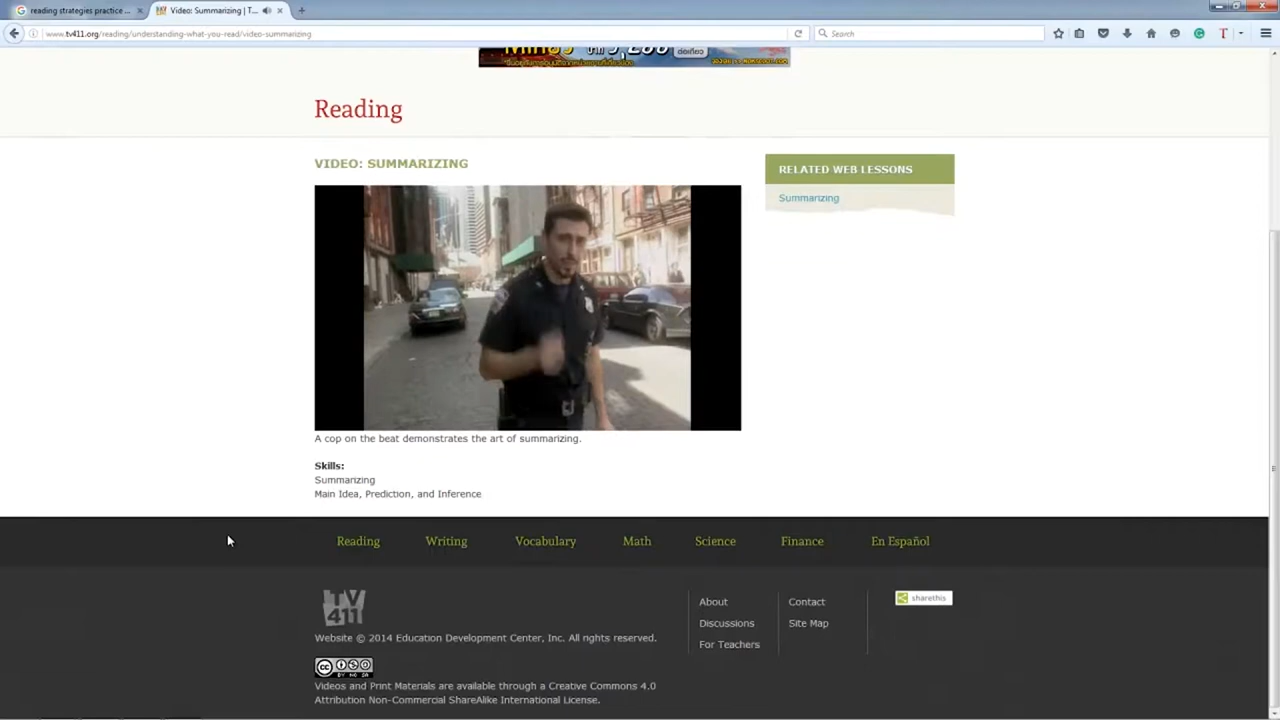 reading strategies practice ...
Video: Summarizing | T...
www.tv411.org/reading/understanding-what-you-read/video-summarizing
Search
Reading
VIDEO: SUMMARIZING
RELATED WEB LESSONS
Summarizing
A cop on the beat demonstrates the art of summarizing.
Skills:
Summarizing
Main Idea, Prediction, and Inference
Reading Writing Vocabulary Math Science Finance En Español
TV
411
About Contact
sharethis
Discussions Site Map
For Teachers
Website © 2014 Education Development Center, Inc. All rights reserved.
CC BY NC SA
Videos and Print Materials are available through a Creative Commons 4.0
Attribution Non-Commercial ShareAlike International License.